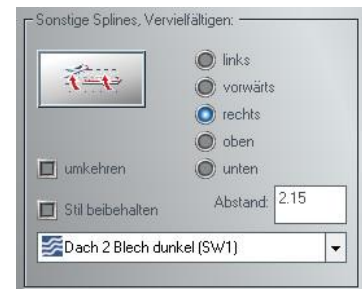 Sonstige Splines, Vervielfältigen:
links
vorwärts
rechts
oben
umkehren
unten
Stil beibehalten
Abstand: 2.15
Dach 2 Blech dunkel (SW1)